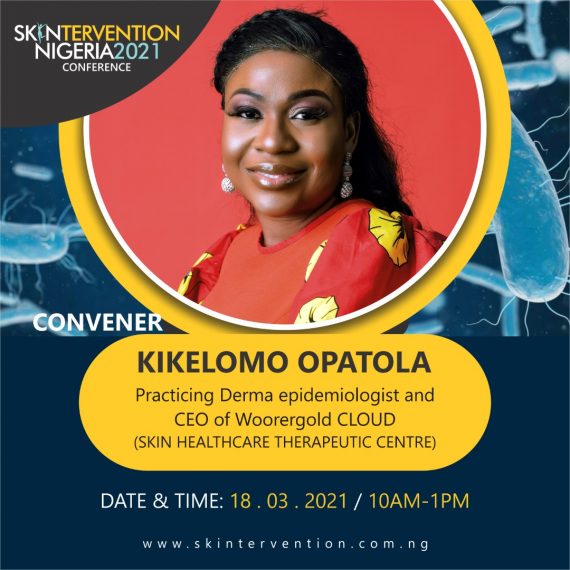 SKINTERVENTION
NIGERIA2021
CONFERENCE
CONVENER
KIKELOMO OPATOLA
Practicing Derma epidemiologist and
CEO of Woorergold CLOUD
(SKIN HEALTHCARE THERAPEUTIC CENTRE)
DATE & TIME: 18 . 03 . 2021 / 10AM-1PM
www.skintervention.com.ng